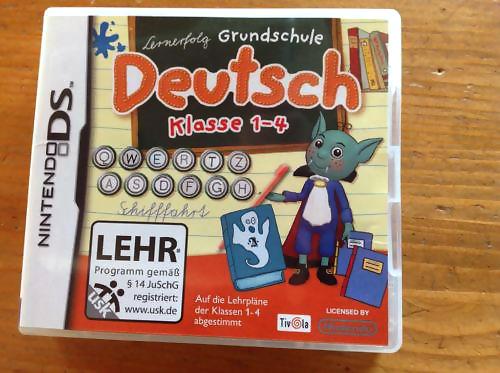 NINTENDO DS™
Lernerfolg Grundschule
Deutsch
Klasse 1-4
Q W E R T Z
A S D F G H
Schifffahrt
LEHR®
Programm gemäß
§ 14 JuSchG
registriert:
www.usk.de
usk
Auf die Lehrpläne
der Klassen 1-4
abgestimmt
Tivola
LICENSED BY
Nintendo